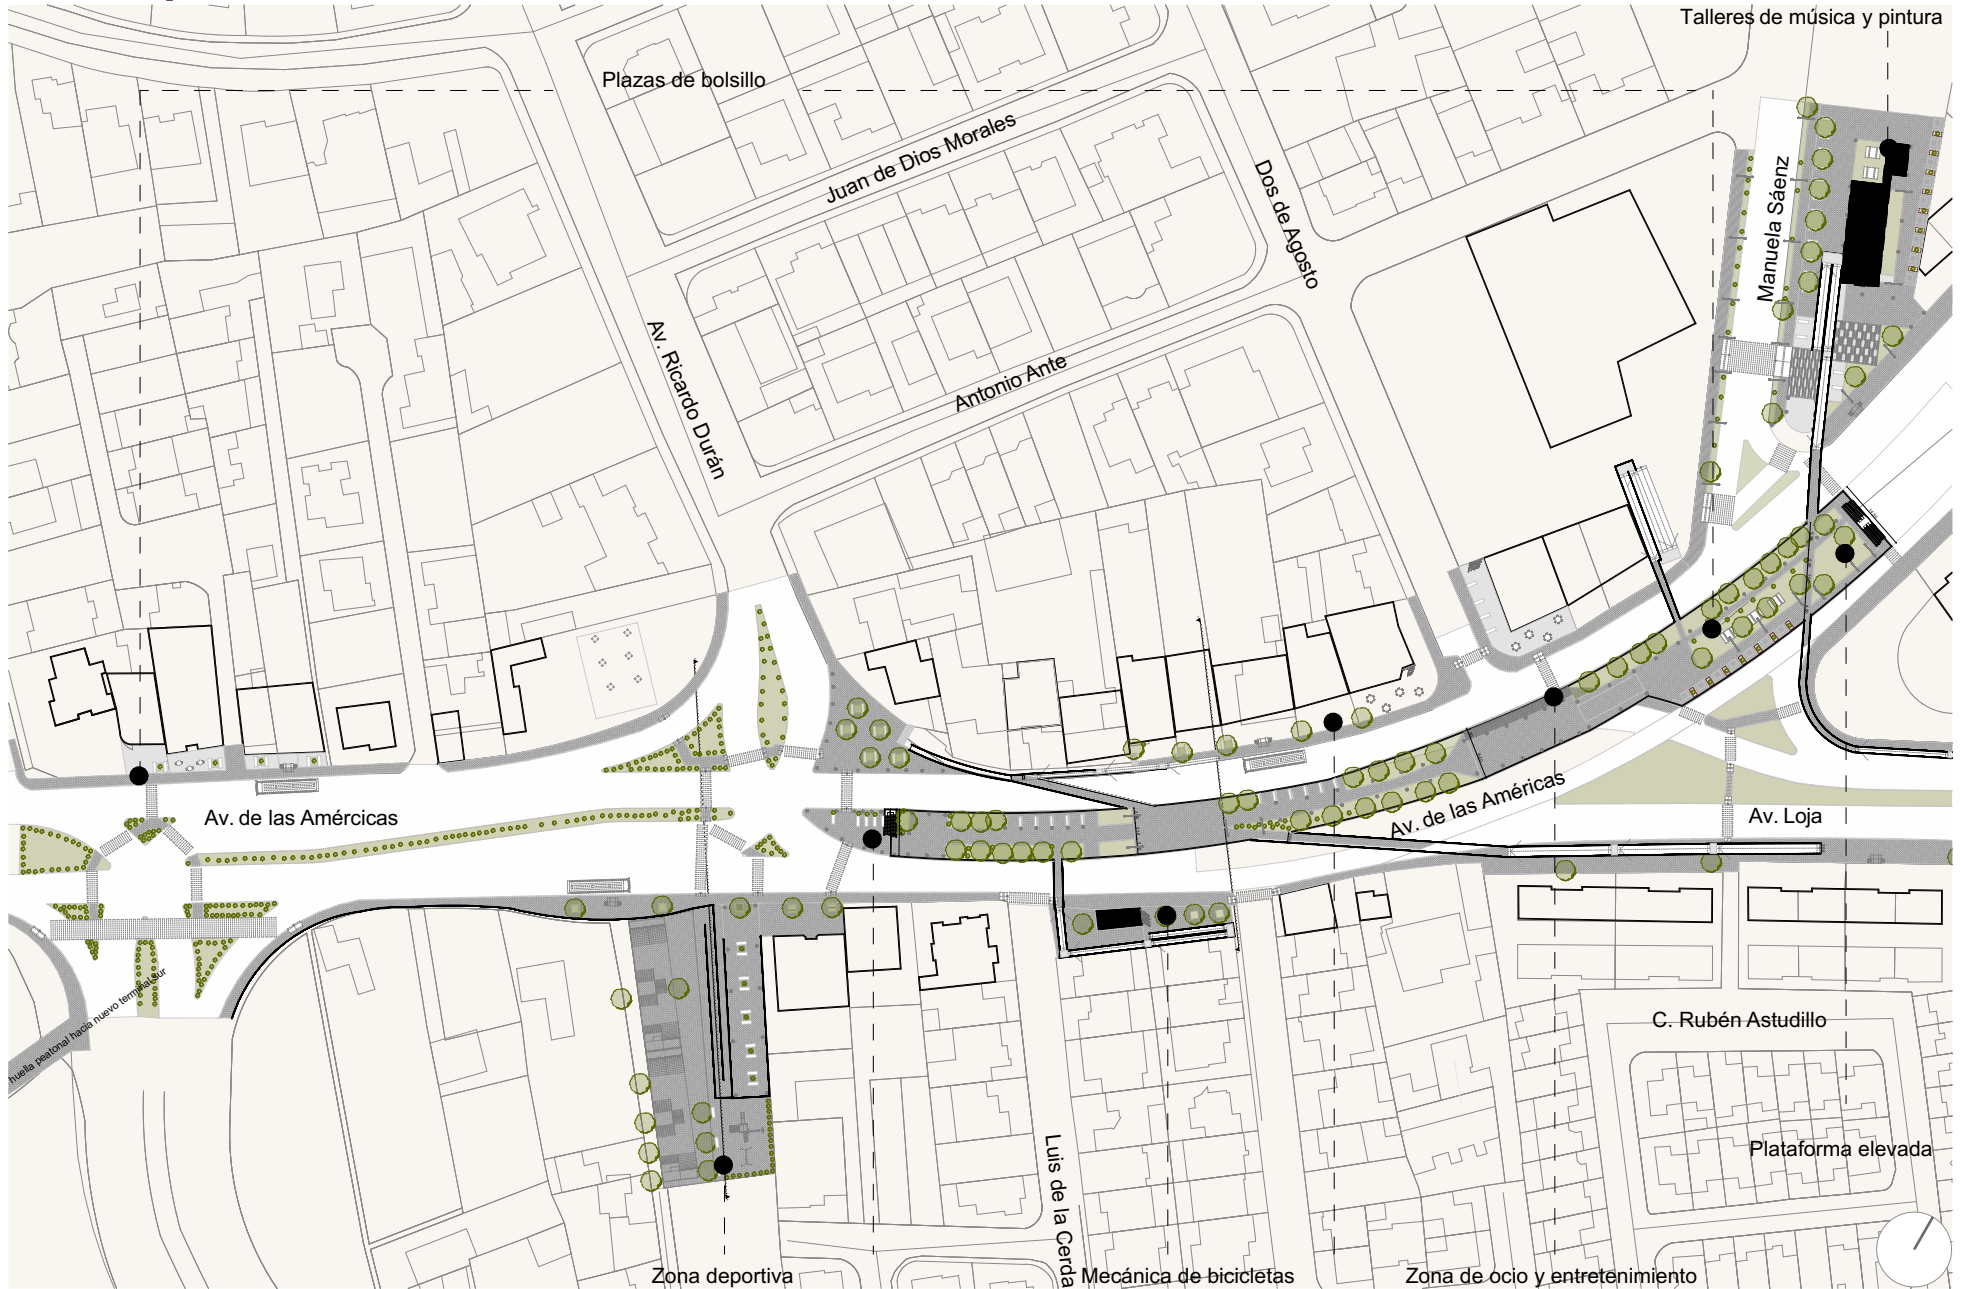 Talleres de música y pintura
Plazas de bolsillo
Juan de Dios Morales
Dos de Agosto
Manuela Sáenz
Av. Ricardo Durán
Antonio Ante
Av. de las Amércicas
Av. de las Américas
Av. Loja
huella peatonal hacia nuevo terminal sur
C. Rubén Astudillo
Plataforma elevada
Luis de la Cerda
Zona deportiva
Mecánica de bicicletas
Zona de ocio y entretenimiento